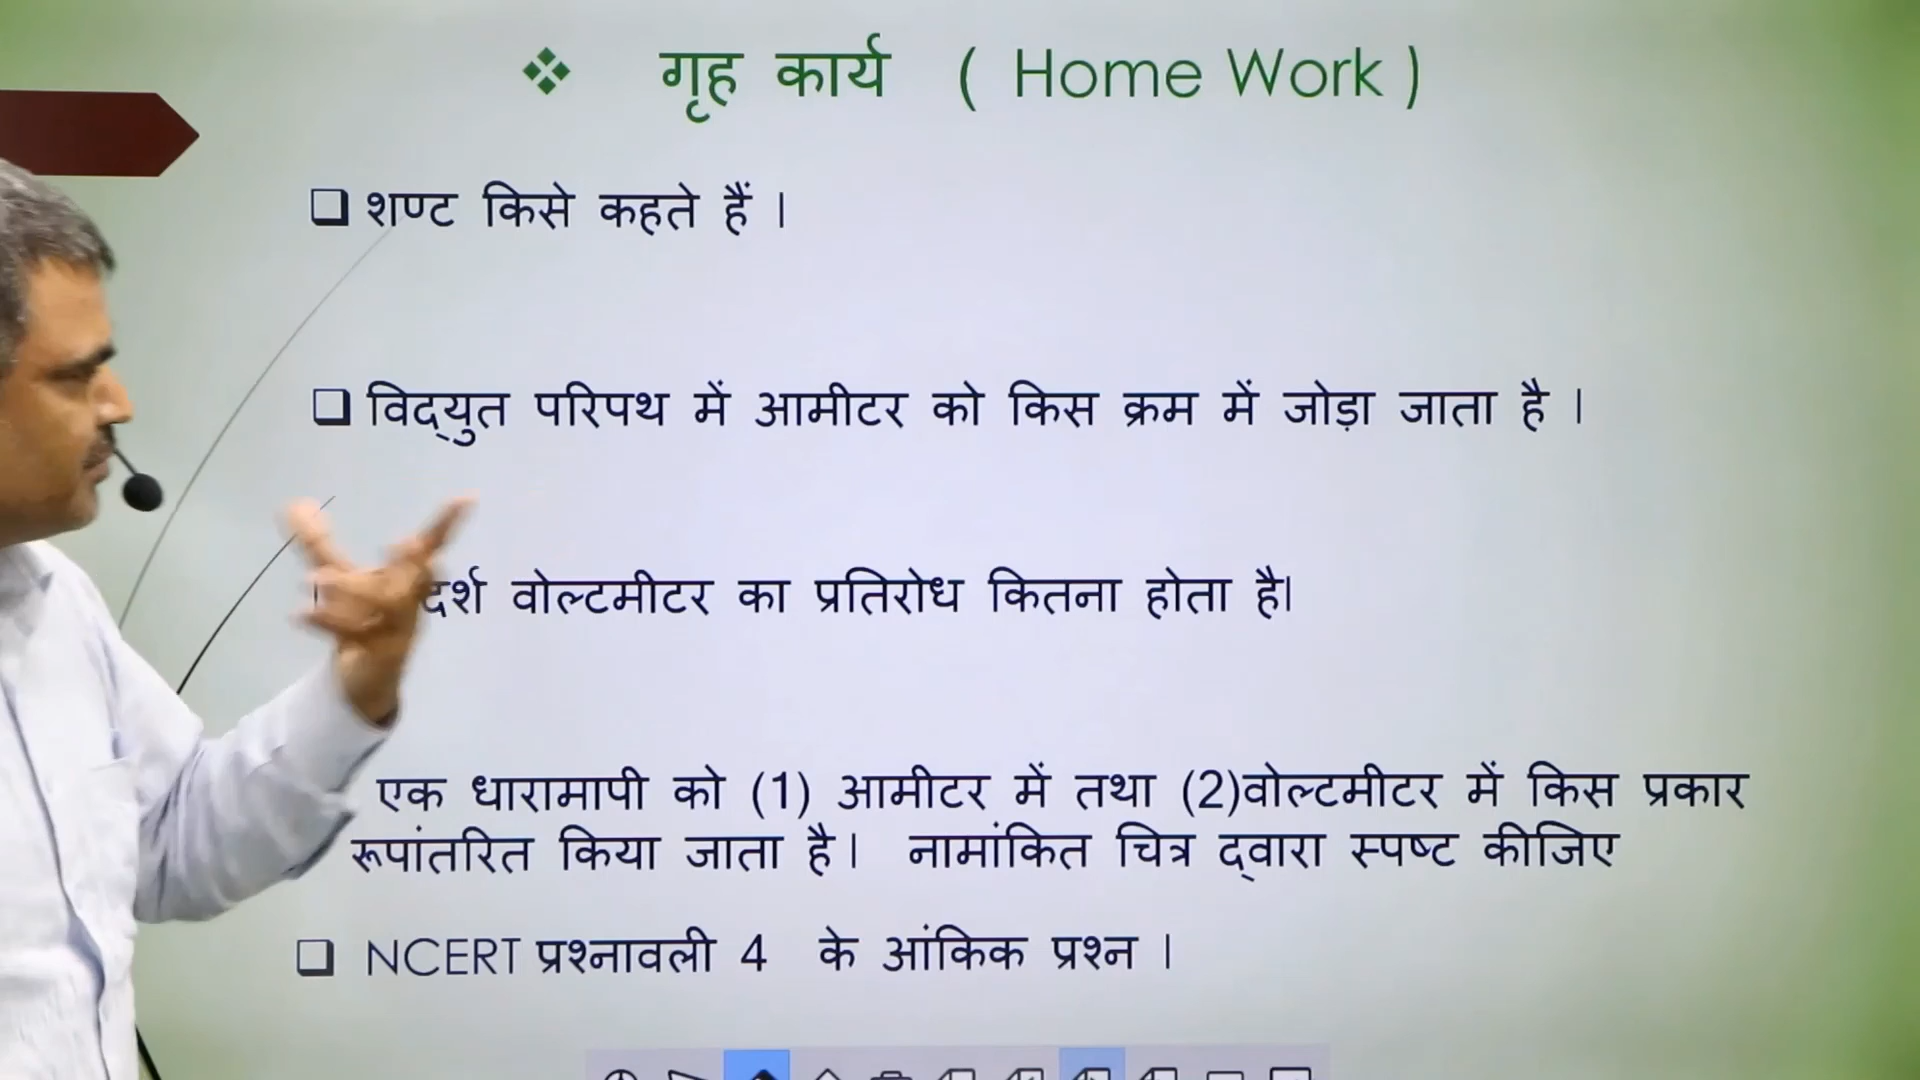 गृह कार्य ( Home Work )
शण्ट किसे कहते हैं ।
विद्युत परिपथ में आमीटर को किस क्रम में जोड़ा जाता है ।
वोल्टमीटर का प्रतिरोध कितना होता है।
एक धारामापी को (1) आमीटर में तथा (2)वोल्टमीटर में किस प्रकार
रूपांतरित किया जाता है। नामांकित चित्र द्वारा स्पष्ट कीजिए
NCERT प्रश्नावली 4 के आंकिक प्रश्न ।